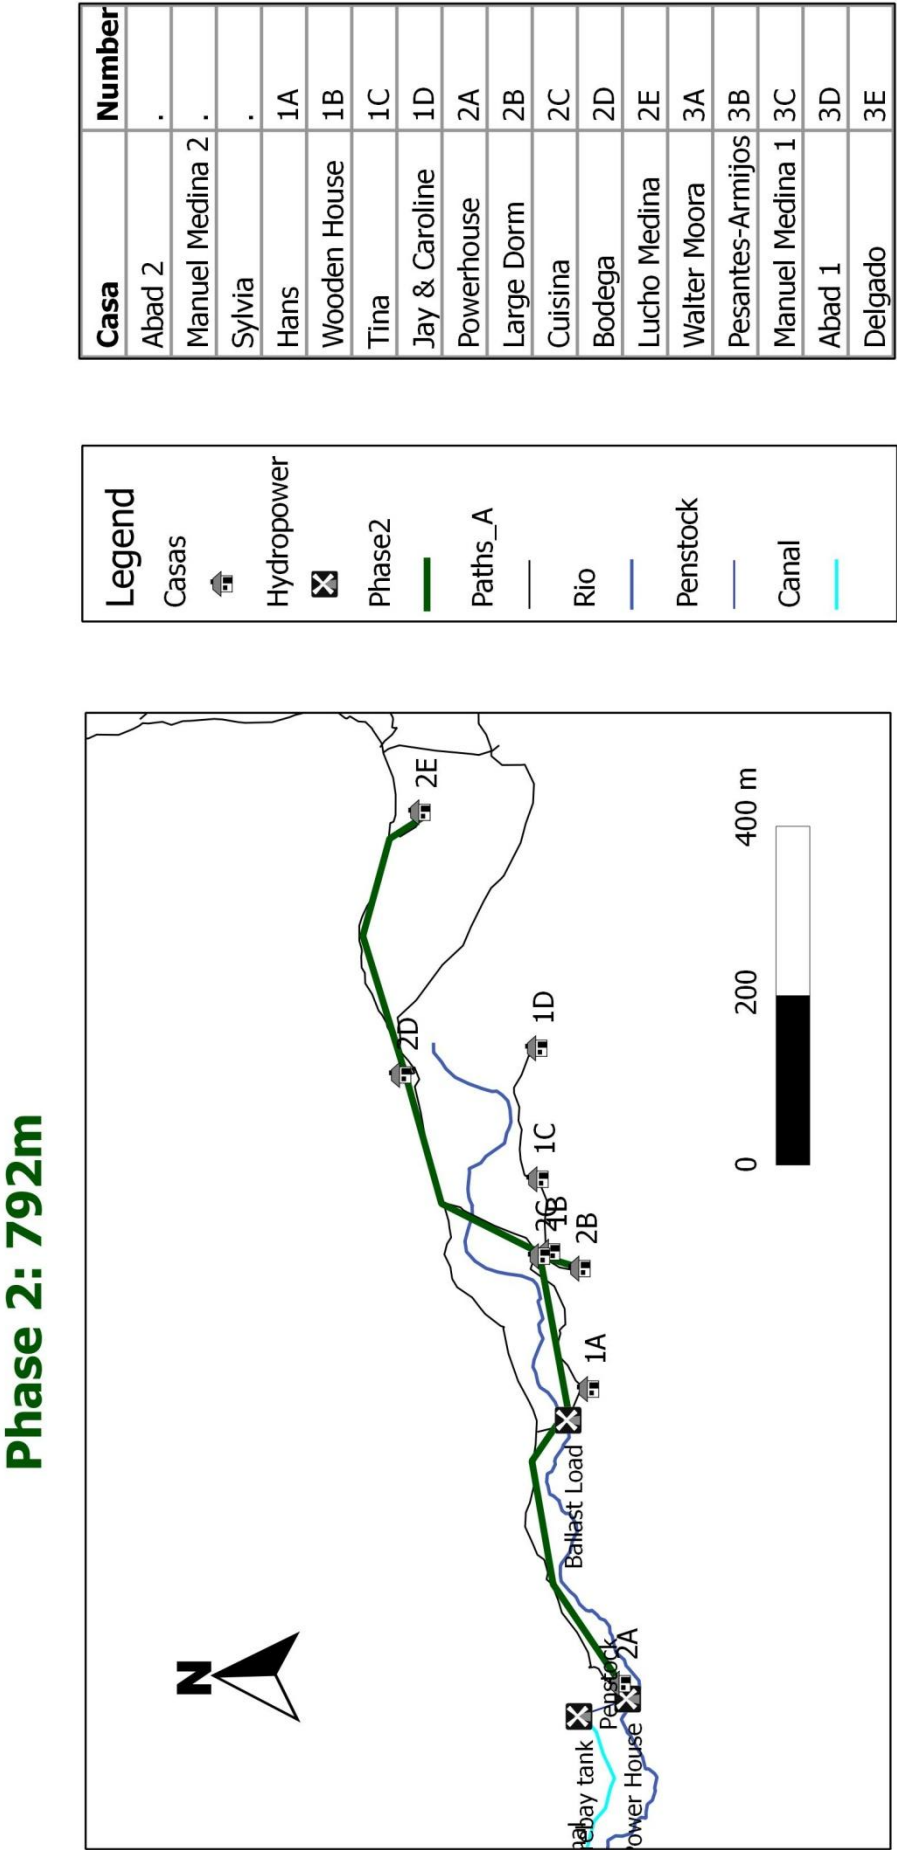 Phase 2: 792m
N
2E
2D
1D
1C
2C
1B
2B
1A
Ballast Load
2A
Penstock
ebay tank
ower House
0
200
400 m
Legend
Casas
Hydropower
Phase2
Paths_A
Rio
Penstock
Canal
Casa Number
Abad 2 .
Manuel Medina 2 .
Sylvia .
Hans 1A
Wooden House 1B
Tina 1C
Jay & Caroline 1D
Powerhouse 2A
Large Dorm 2B
Cuisina 2C
Bodega 2D
Lucho Medina 2E
Walter Moora 3A
Pesantes-Armijos 3B
Manuel Medina 1 3C
Abad 1 3D
Delgado 3E